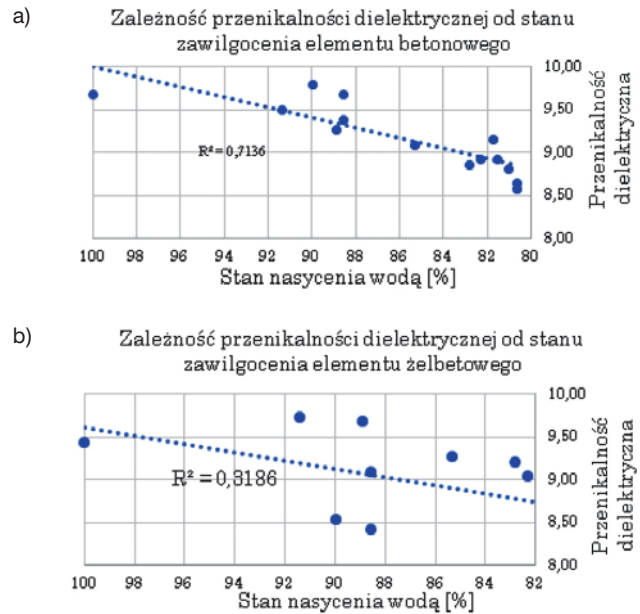 a)
Zależność przenikalności dielektrycznej od stanu
zawilgocenia elementu betonowego
10,00
9,50
9,00
8,50
8,00
R² = 0,7136
100 98 96 94 92 90 88 86 84 82 80
Stan nasycenia wodą [%]
Przenikalność
dielektryczna
b)
Zależność przenikalności dielektrycznej od stanu
zawilgocenia elementu żelbetowego
10,00
9,50
9,00
8,50
8,00
R² = 0,3186
100 98 96 94 92 90 88 86 84 82
Stan nasycenia wodą [%]
Przenikalność
dielektryczna